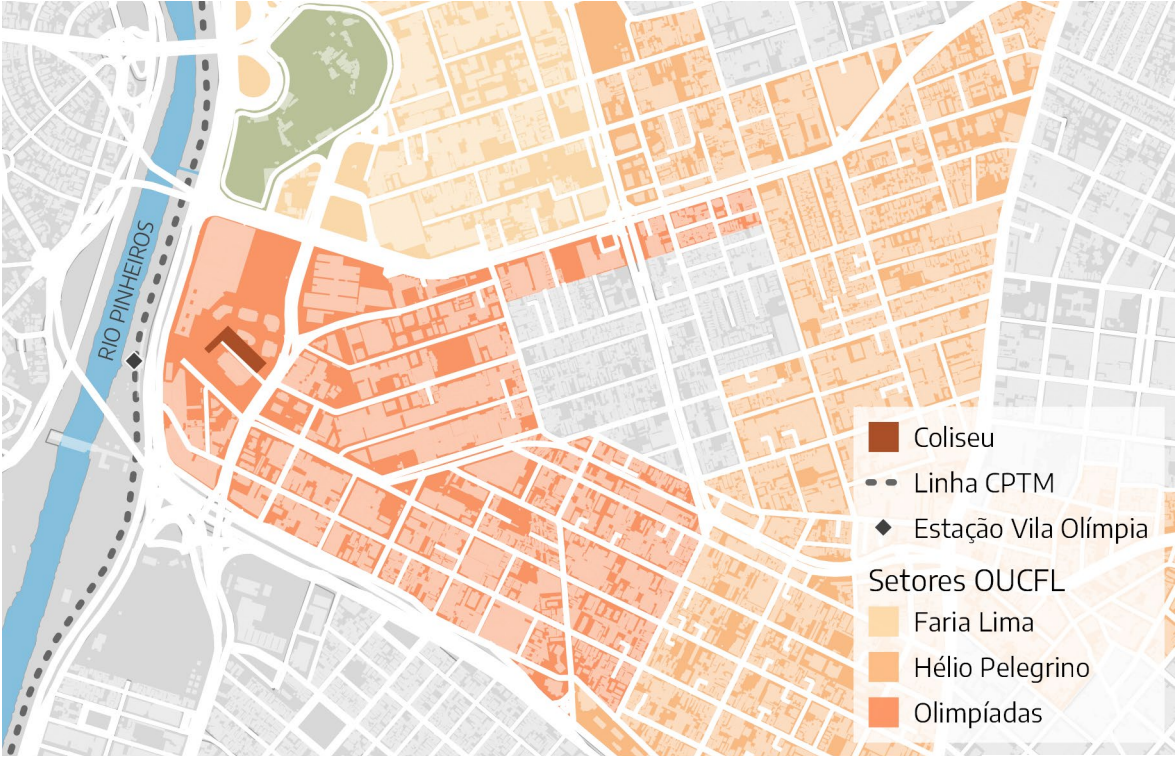 RIO PINHEIROS
Coliseu
Linha CPTM
Estação Vila Olímpia
Setores OUCFL
Faria Lima
Hélio Pelegrino
Olimpíadas